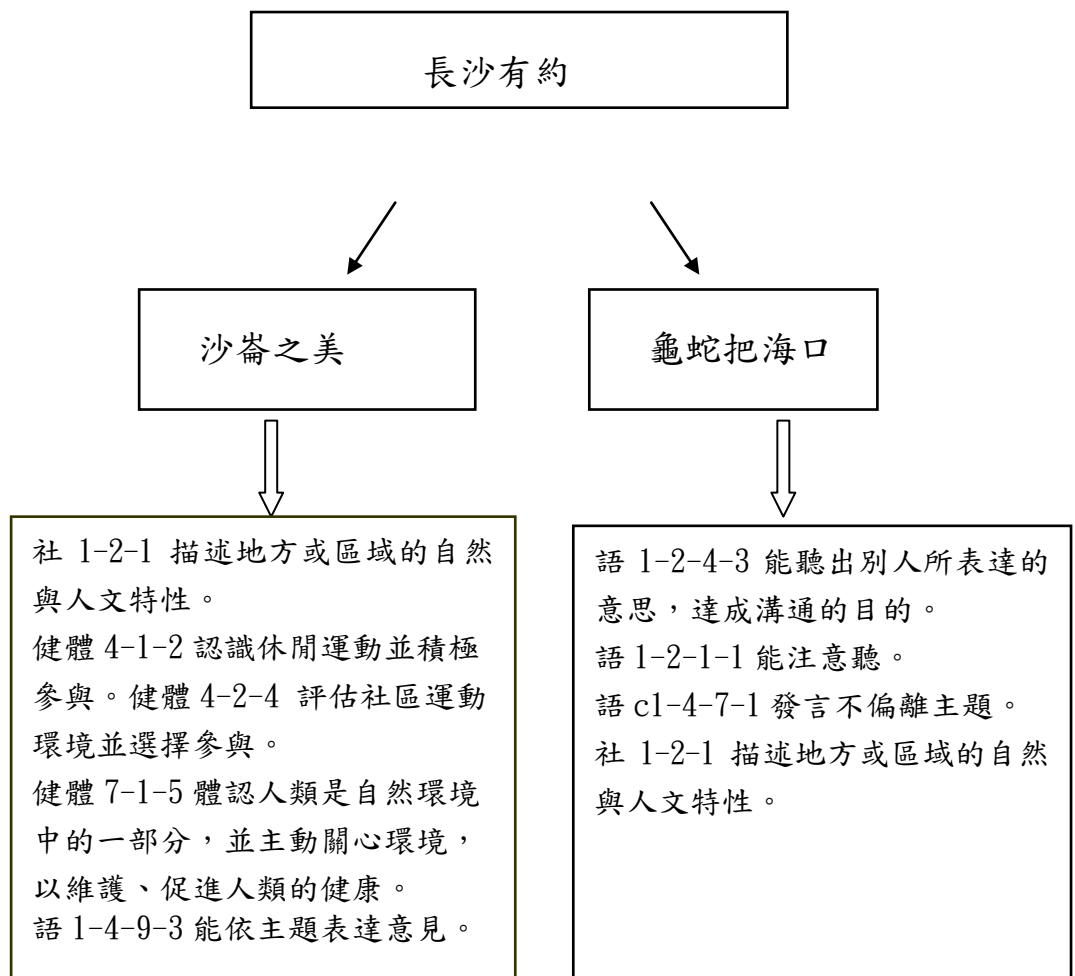 長沙有約
沙崙之美
龜蛇把海口
社 1-2-1 描述地方或區域的自然
與人文特性。
健體 4-1-2 認識休閒運動並積極
參與。健體 4-2-4 評估社區運動
環境並選擇參與。
健體 7-1-5 體認人類是自然環境
中的一部分，並主動關心環境，
以維護、促進人類的健康。
語 1-4-9-3 能依主題表達意見。
語 1-2-4-3 能聽出別人所表達的
意思，達成溝通的目的。
語 1-2-1-1 能注意聽。
語 c1-4-7-1 發言不偏離主題。
社 1-2-1 描述地方或區域的自然
與人文特性。